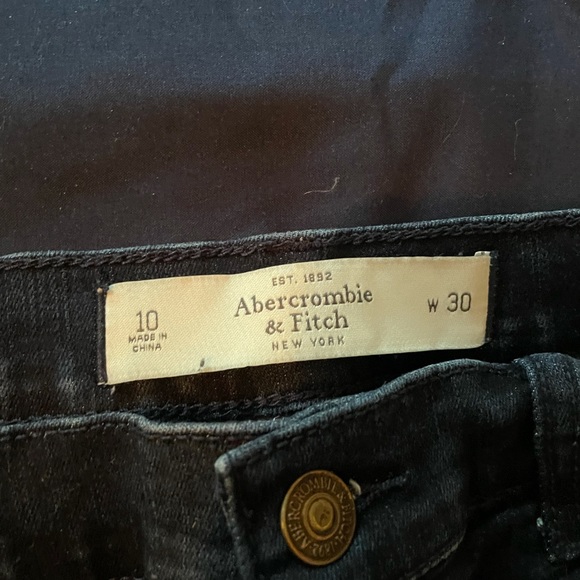 EST. 1892
Abercrombie
& Fitch
NEW YORK
10
MADE IN
CHINA
W 30
ABERCROMBIE & FITCH